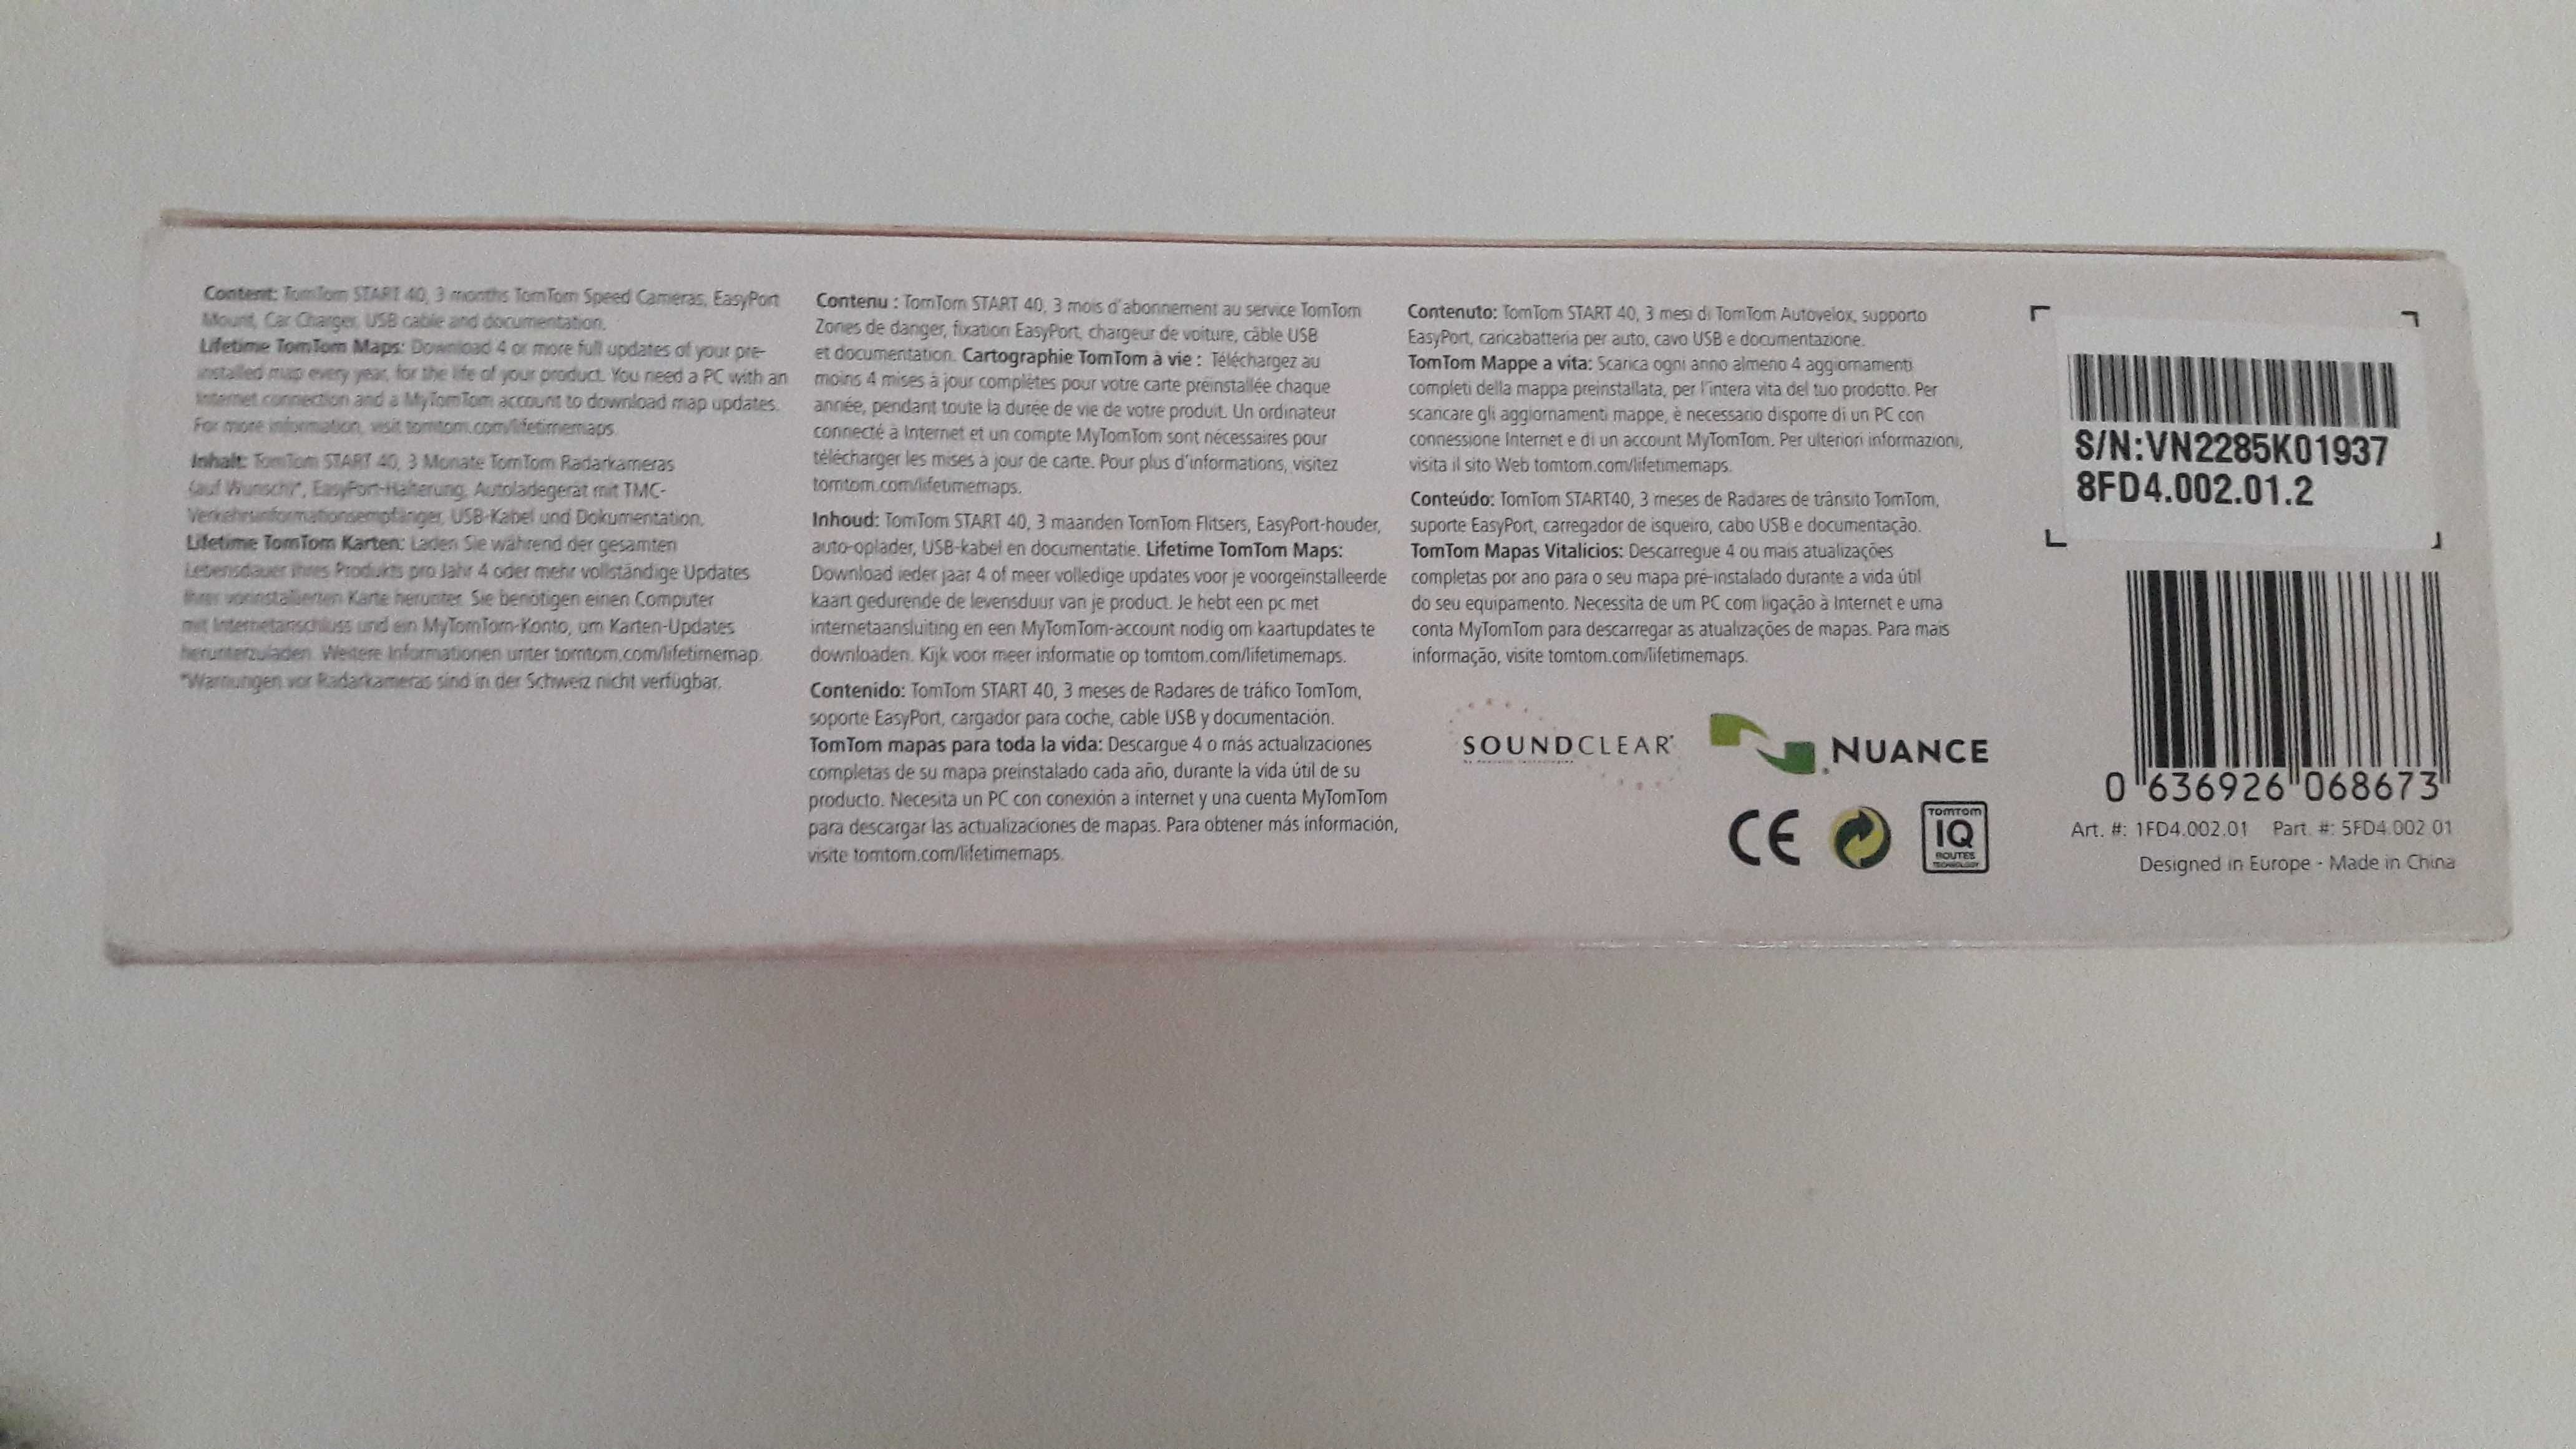 Content: TomTom START 40, 3 months TomTom Speed Cameras, EasyPort
Mount, Car Charger, USB cable and documentation.
Lifetime TomTom Maps: Download 4 or more full updates of your pre-
installed map every year, for the life of your product. You need a PC with an
Internet connection and a MyTomTom account to download map updates.
For more information, visit tomtom.com/lifetimemaps
Inhalt: TomTom START 40, 3 Monate TomTom Radarkameras
(auf Wunsch)*, EasyPort-Halterung, Autoladegerät mit TMC-
Verkehrsinformationsempfänger, USB-Kabel und Dokumentation.
Lifetime TomTom Karten: Laden Sie während der gesamten
Lebensdauer Ihres Produkts pro Jahr 4 oder mehr vollständige Updates
Ihrer vorinstallierten Karte herunter. Sie benötigen einen Computer
mit Internetanschluss und ein MyTomTom-Konto, um Karten-Updates
herunterzuladen. Weitere Informationen unter tomtom.com/lifetimemap.
*Warnungen vor Radarkameras sind in der Schweiz nicht verfügbar.
Contenu : TomTom START 40, 3 mois d'abonnement au service TomTom
Zones de danger, fixation EasyPort, chargeur de voiture, câble USB
et documentation. Cartographie TomTom à vie : Téléchargez au
moins 4 mises à jour complètes pour votre carte préinstallée chaque
année, pendant toute la durée de vie de votre produit. Un ordinateur
connecté à Internet et un compte MyTomTom sont nécessaires pour
télécharger les mises à jour de carte. Pour plus d'informations, visitez
tomtom.com/lifetimemaps.
Inhoud: TomTom START 40, 3 maanden TomTom Flitsers, EasyPort-houder,
auto-oplader, USB-kabel en documentatie. Lifetime TomTom Maps:
Download ieder jaar 4 of meer volledige updates voor je voorgeïnstalleerde
kaart gedurende de levensduur van je product. Je hebt een pc met
internetaansluiting en een MyTomTom-account nodig om kaartupdates te
downloaden. Kijk voor meer informatie op tomtom.com/lifetimemaps.
Contenido: TomTom START 40, 3 meses de Radares de tráfico TomTom,
soporte EasyPort, cargador para coche, cable USB y documentación.
TomTom mapas para toda la vida: Descargue 4 o más actualizaciones
completas de su mapa preinstalado cada año, durante la vida útil de su
producto. Necesita un PC con conexión a internet y una cuenta MyTomTom
para descargar las actualizaciones de mapas. Para obtener más información,
visite tomtom.com/lifetimemaps.
Contenuto: TomTom START 40, 3 mesi di TomTom Autovelox, supporto
EasyPort, caricabatteria per auto, cavo USB e documentazione.
TomTom Mappe a vita: Scarica ogni anno almeno 4 aggiornamenti
completi della mappa preinstallata, per l'intera vita del tuo prodotto. Per
scaricare gli aggiornamenti mappe, è necessario disporre di un PC con
connessione Internet e di un account MyTomTom. Per ulteriori informazioni,
visita il sito Web tomtom.com/lifetimemaps.
Conteúdo: TomTom START40, 3 meses de Radares de trânsito TomTom,
suporte EasyPort, carregador de isqueiro, cabo USB e documentação.
TomTom Mapas Vitalícios: Descarregue 4 ou mais atualizações
completas por ano para o seu mapa pré-instalado durante a vida útil
do seu equipamento. Necessita de um PC com ligação à Internet e uma
conta MyTomTom para descarregar as atualizações de mapas. Para mais
informação, visite tomtom.com/lifetimemaps.
SOUNDCLEAR
NUANCE
CE
TOMTOM
IQ
ROUTES
TECHNOLOGY
S/N:VN2285K01937
8FD4.002.01.2
0 636926 068673
Art. #: 1FD4.002.01 Part. #: 5FD4.002.01
Designed in Europe - Made in China